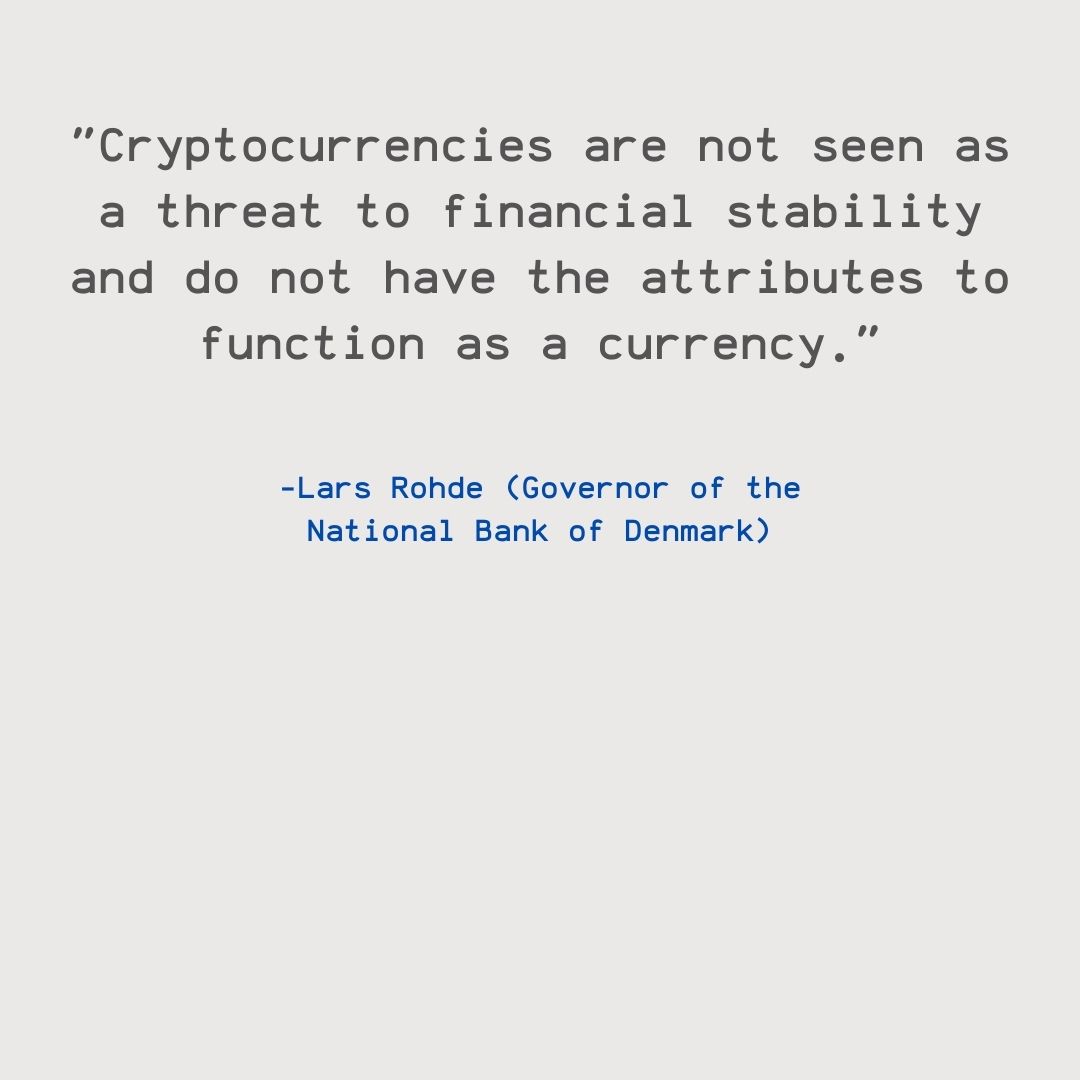 "Cryptocurrencies are not seen as
a threat to financial stability
and do not have the attributes to
function as a currency."
-Lars Rohde (Governor of the
National Bank of Denmark)